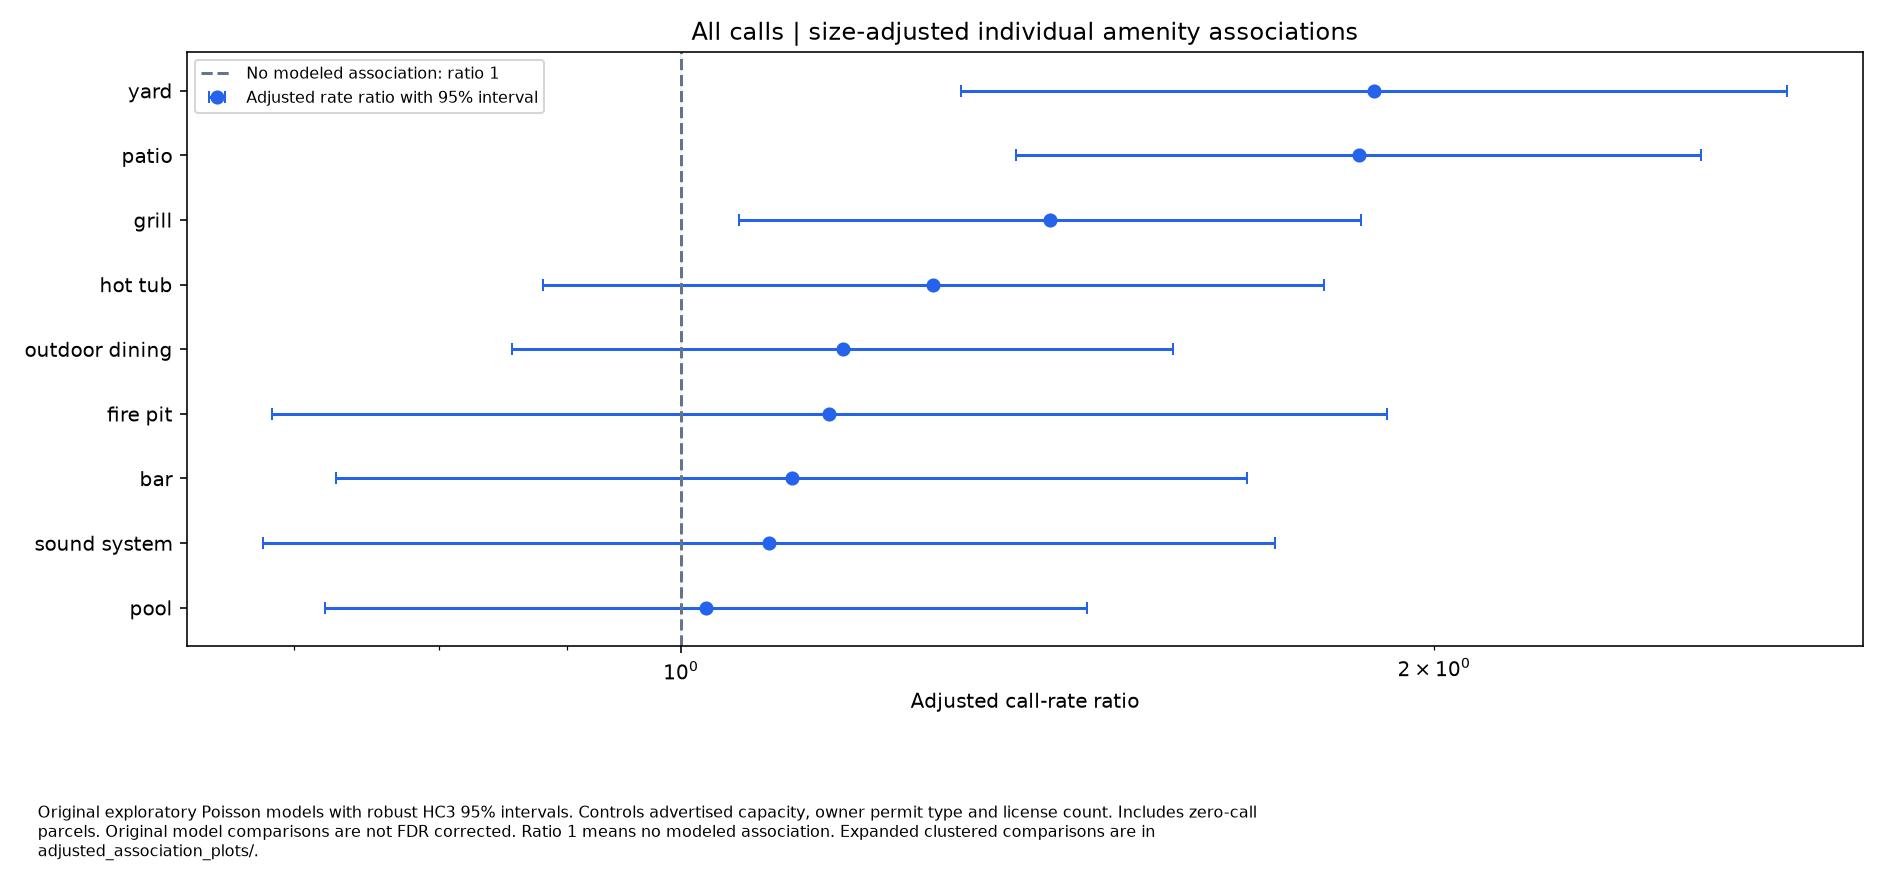 All calls | size-adjusted individual amenity associations
No modeled association: ratio 1
Adjusted rate ratio with 95% interval
yard
patio
grill
hot tub
outdoor dining
fire pit
bar
sound system
pool
10⁰
2 × 10⁰
Adjusted call-rate ratio
Original exploratory Poisson models with robust HC3 95% intervals. Controls advertised capacity, owner permit type and license count. Includes zero-call
parcels. Original model comparisons are not FDR corrected. Ratio 1 means no modeled association. Expanded clustered comparisons are in
adjusted_association_plots/.